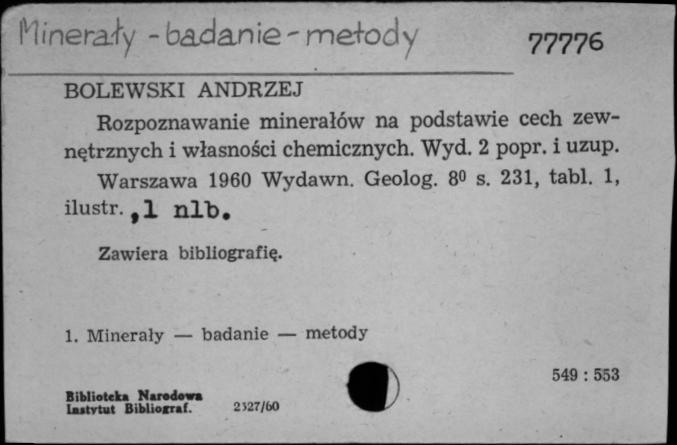 Minerały - badanie - metody 77776
BOLEWSKI ANDRZEJ
Rozpoznawanie minerałów na podstawie cech zew-
nętrznych i własności chemicznych. Wyd. 2 popr. i uzup.
Warszawa 1960 Wydawn. Geolog. 8⁰ s. 231, tabl. 1,
ilustr. ,1 nlb.
Zawiera bibliografię.
1. Minerały — badanie — metody
549 : 553
Biblioteka Narodowa
Instytut Bibliograf. 2327/60